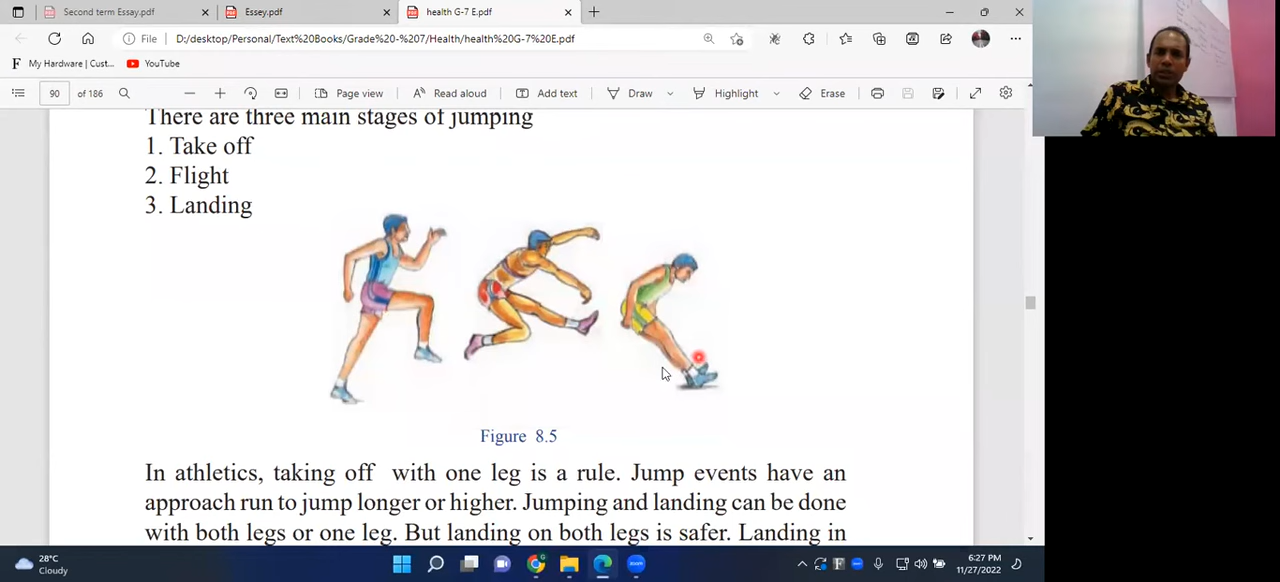 Second term Essay.pdf
Essey.pdf
health G-7 E.pdf
File
D:/desktop/Personal/Text%20Books/Grade%20-%207/Health/health%20G-7%20E.pdf
My Hardware | Cust...
YouTube
90 of 186
Page view
Read aloud
Add text
Draw
Highlight
Erase
There are three main stages of jumping
1. Take off
2. Flight
3. Landing
Figure 8.5
In athletics, taking off with one leg is a rule. Jump events have an
approach run to jump longer or higher. Jumping and landing can be done
with both legs or one leg. But landing on both legs is safer. Landing in
28°C
Cloudy
zoom
6:27 PM
11/27/2022